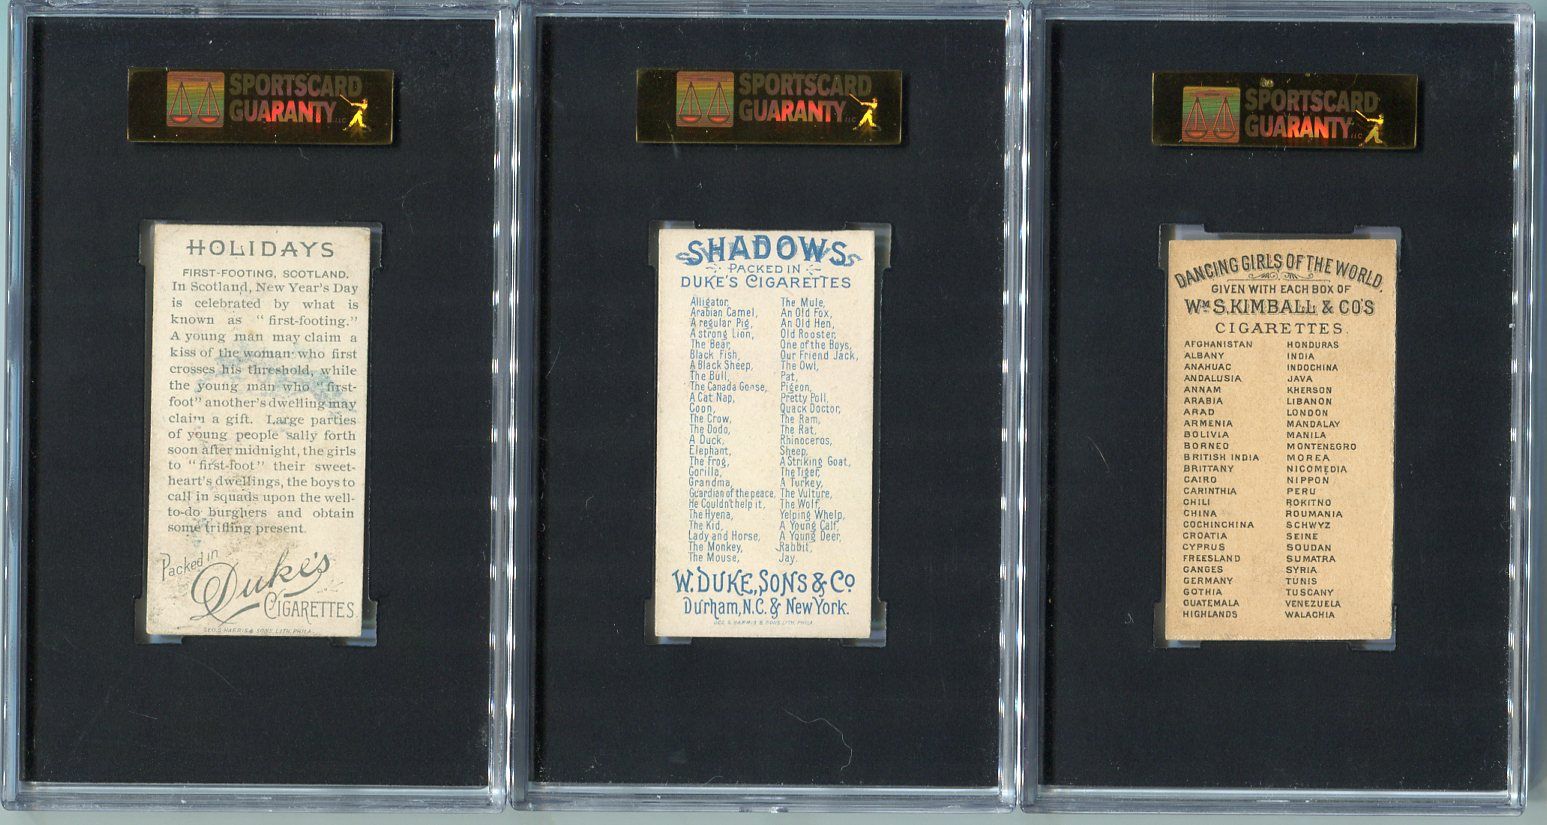 SPORTSCARD
GUARANTY LLC
HOLIDAYS
FIRST-FOOTING, SCOTLAND.
In Scotland, New Year's Day
is celebrated by what is
known as "first-footing."
A young man may claim a
kiss of the woman who first
crosses his threshold, while
the young man who "first-
foot" another's dwelling may
claim a gift. Large parties
of young people sally forth
soon after midnight, the girls
to "first-foot" their sweet-
heart's dwellings, the boys to
call in squads upon the well-
to-do burghers and obtain
some trifling present.
Packed in
Duke's
CIGARETTES
GEO. S. HARRIS & SONS LITH. PHILA.
SPORTSCARD
GUARANTY LLC
SHADOWS
PACKED IN
DUKE'S CIGARETTES
Alligator,
Arabian Camel,
A regular Pig,
A strong Lion,
The Bear,
Black Fish,
A Black Sheep,
The Bull,
The Canada Goose,
A Cat Nap,
Coon,
The Crow,
The Dodo,
A Duck,
Elephant,
The Frog,
Gorilla,
Grandma,
Guardian of the peace,
He Couldn't help it,
The Hyena,
The Kid,
Lady and Horse,
The Monkey,
The Mouse,
The Mule,
An Old Fox,
An Old Hen,
Old Rooster,
One of the Boys,
Our Friend Jack,
The Owl,
Pat,
Pigeon,
Pretty Poll,
Quack Doctor,
The Ram,
The Rat,
Rhinoceros,
Sheep,
A Striking Goat,
The Tiger,
A Turkey,
The Vulture,
The Wolf,
Yelping Whelp,
A Young Calf,
A Young Deer,
Rabbit,
Jay.
W. DUKE, SONS & CO
Durham, N.C. & New York.
GEO. S. HARRIS & SONS LITH. PHILA.
SPORTSCARD
GUARANTY LLC
DANCING GIRLS OF THE WORLD,
GIVEN WITH EACH BOX OF
WM S. KIMBALL & CO'S
CIGARETTES.
AFGHANISTAN
ALBANY
ANAHUAC
ANDALUSIA
ANNAM
ARABIA
ARAD
ARMENIA
BOLIVIA
BORNEO
BRITISH INDIA
BRITTANY
CAIRO
CARINTHIA
CHILI
CHINA
COCHINCHINA
CROATIA
CYPRUS
FREESLAND
GANGES
GERMANY
GOTHIA
GUATEMALA
HIGHLANDS
HONDURAS
INDIA
INDOCHINA
JAVA
KHERSON
LIBANON
LONDON
MANDALAY
MANILA
MONTENEGRO
MOREA
NICOMEDIA
NIPPON
PERU
ROKITNO
ROUMANIA
SCHWYZ
SEINE
SOUDAN
SUMATRA
SYRIA
TUNIS
TUSCANY
VENEZUELA
WALACHIA